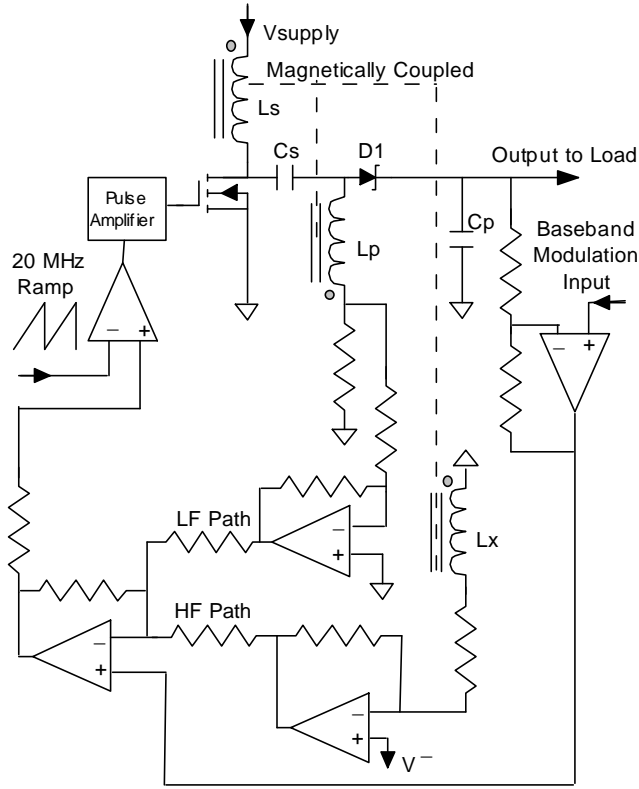 Vsupply
Magnetically Coupled
Ls
Cs
D1
Output to Load
Pulse
Amplifier
Lp
Cp
Baseband
Modulation
Input
20 MHz
Ramp
− +
− +
LF Path
−
+
Lx
HF Path
−
+
−
+
V −